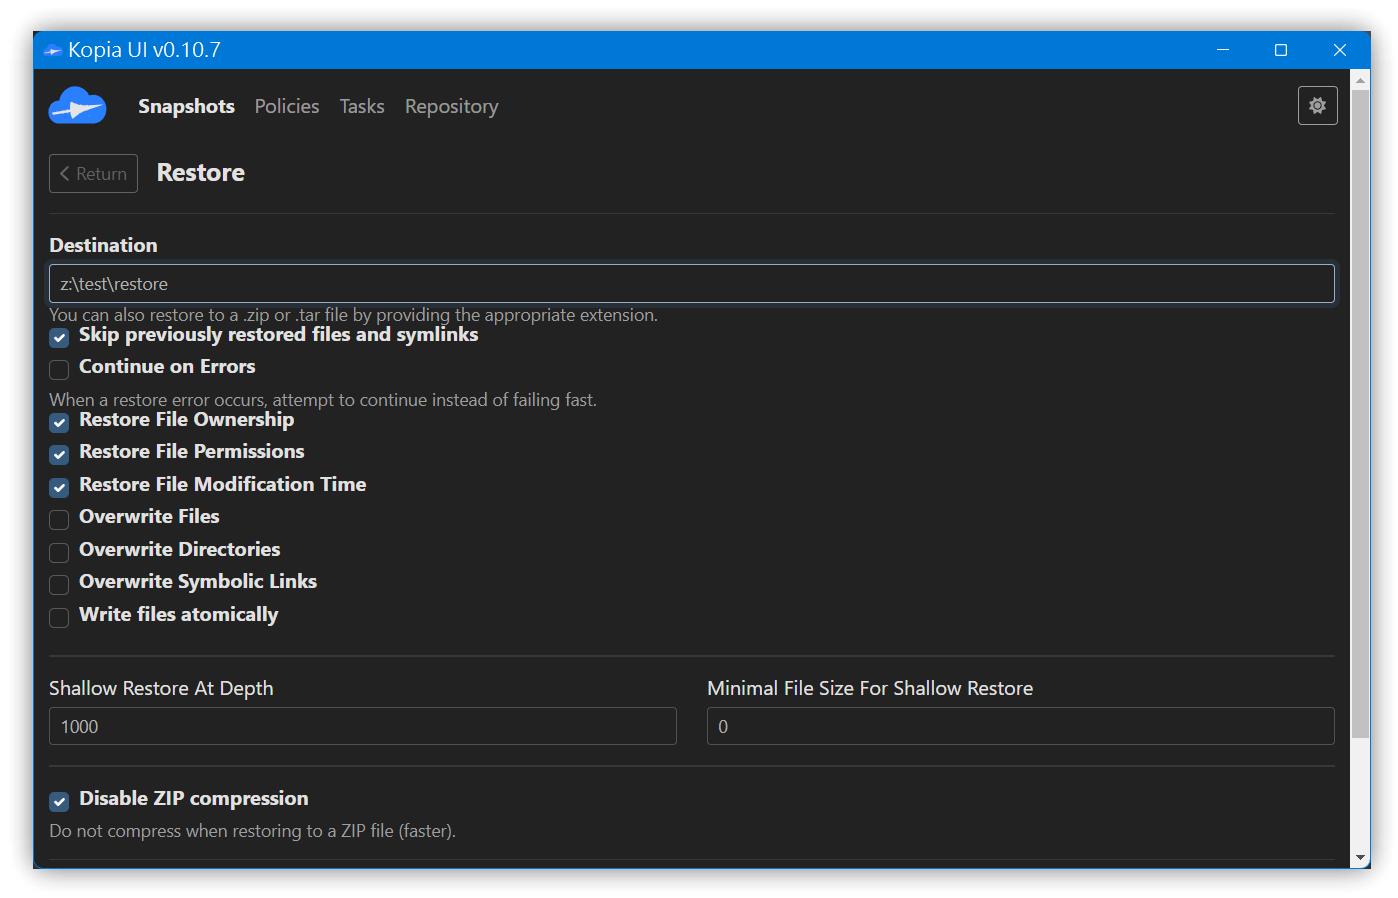 Kopia UI v0.10.7
Snapshots Policies Tasks Repository
Return Restore
Destination
z:\test\restore
You can also restore to a .zip or .tar file by providing the appropriate extension.
Skip previously restored files and symlinks
Continue on Errors
When a restore error occurs, attempt to continue instead of failing fast.
Restore File Ownership
Restore File Permissions
Restore File Modification Time
Overwrite Files
Overwrite Directories
Overwrite Symbolic Links
Write files atomically
Shallow Restore At Depth Minimal File Size For Shallow Restore
1000 0
Disable ZIP compression
Do not compress when restoring to a ZIP file (faster).